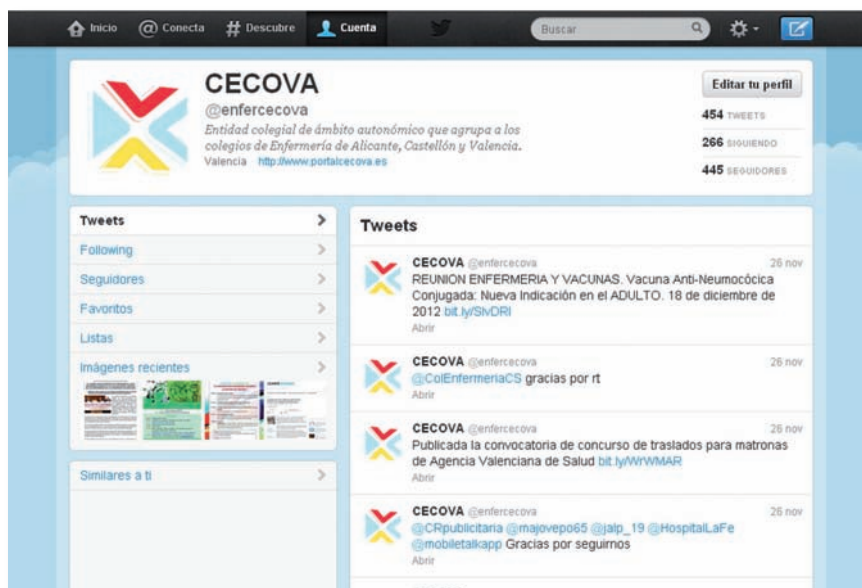 Inicio @ Conecta # Descubre Cuenta Buscar
CECOVA
@enfercecova
Entidad colegial de ámbito autonómico que agrupa a los
colegios de Enfermería de Alicante, Castellón y Valencia.
Valencia http://www.portalcecova.es
Editar tu perfil
454 TWEETS
266 SIGUIENDO
445 SEGUIDORES
Tweets
Following
Seguidores
Favoritos
Listas
Imágenes recientes
Similares a ti
Tweets
CECOVA @enfercecova 26 nov
REUNION ENFERMERIA Y VACUNAS. Vacuna Anti-Neumocócica
Conjugada: Nueva Indicación en el ADULTO. 18 de diciembre de
2012 bit.ly/SlvDRI
Abrir
CECOVA @enfercecova 26 nov
@ColEnfermeriaCS gracias por rt
Abrir
CECOVA @enfercecova 26 nov
Publicada la convocatoria de concurso de traslados para matronas
de Agencia Valenciana de Salud bit.ly/WrWMAR
Abrir
CECOVA @enfercecova 26 nov
@CRpublicitaria @majovepo65 @jalp_19 @HospitalLaFe
@mobiletalkapp Gracias por seguirnos
Abrir